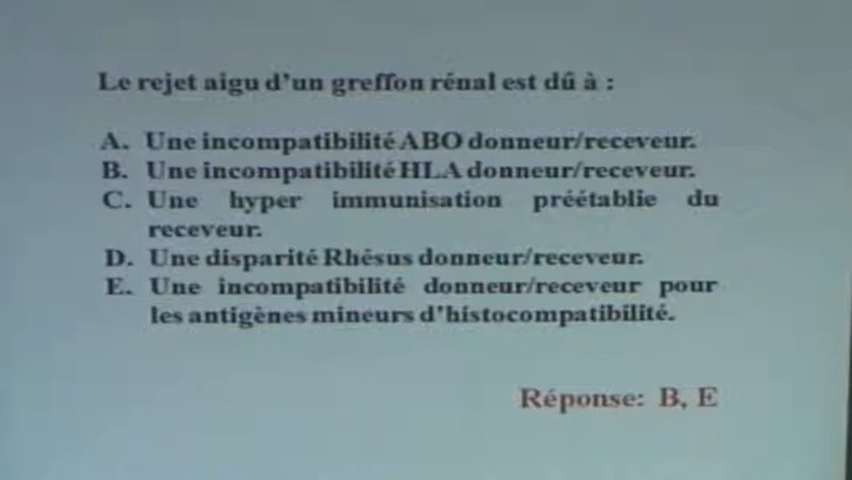 Le rejet aigu d'un greffon rénal est dû à :
A. Une incompatibilité ABO donneur/receveur.
B. Une incompatibilité HLA donneur/receveur.
C. Une hyper immunisation préétablie du
receveur.
D. Une disparité Rhésus donneur/receveur.
E. Une incompatibilité donneur/receveur pour
les antigènes mineurs d'histocompatibilité.
Réponse: B, E